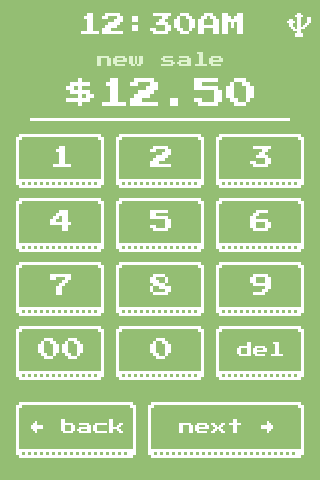 12:30AM
new sale
$12.50
1 2 3
4 5 6
7 8 9
00 0 del
← back next →